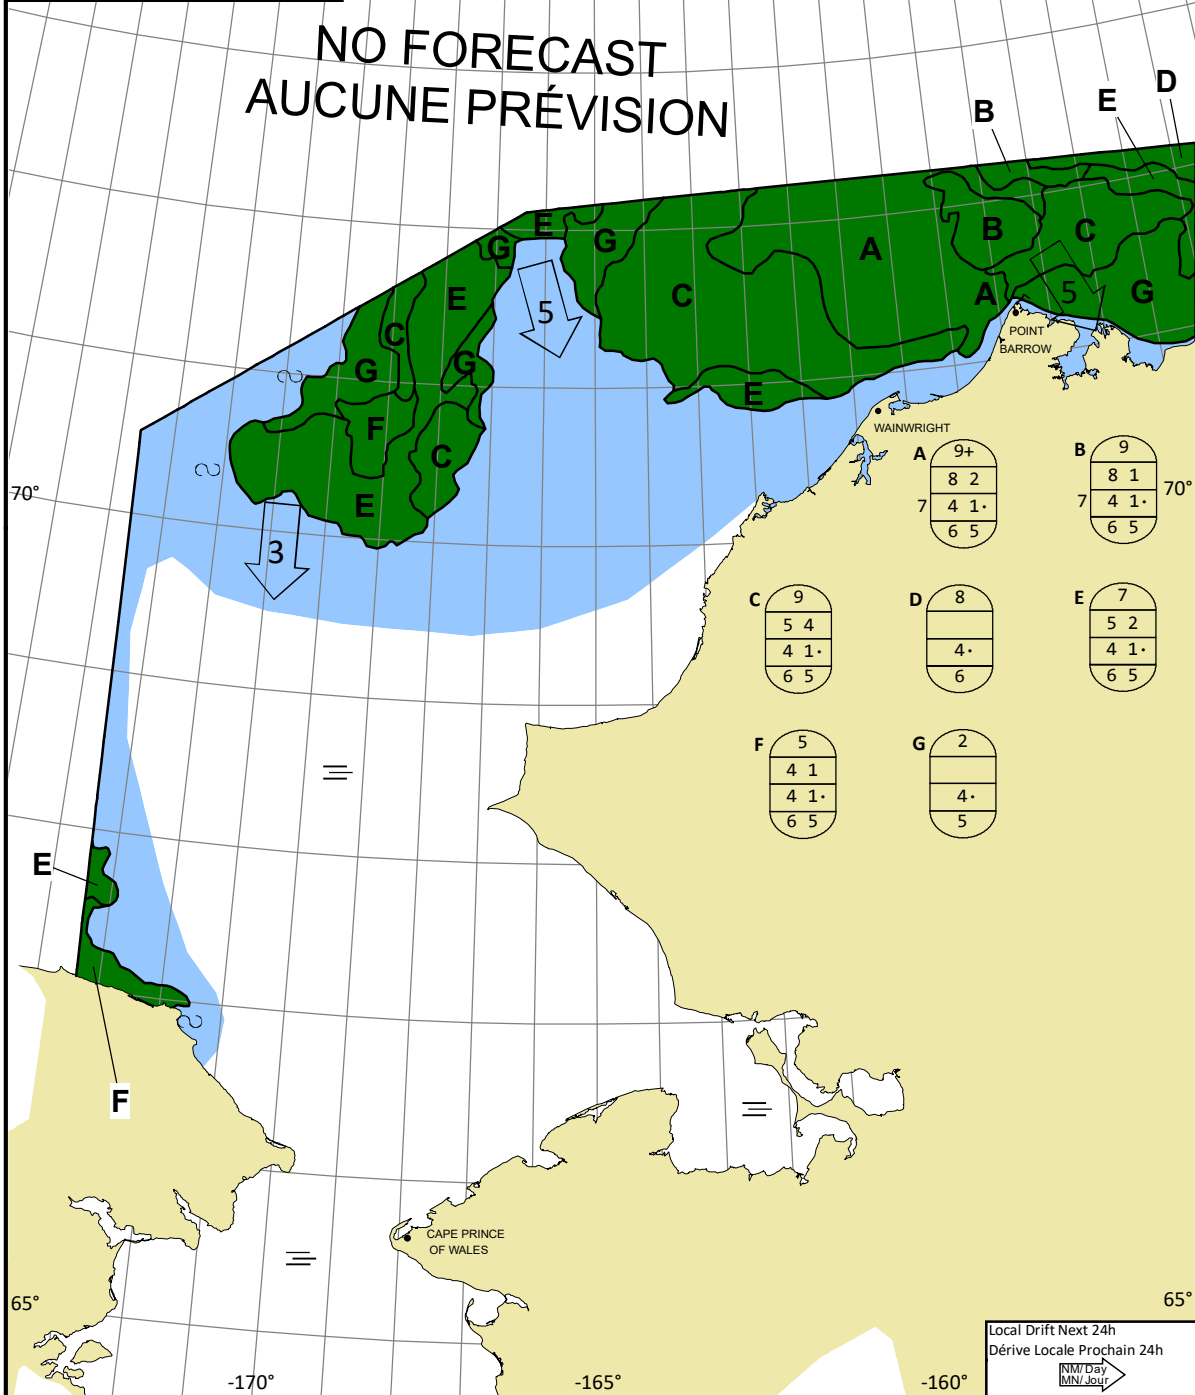 NO FORECAST
AUCUNE PRÉVISION
D
E
B
E
G
G
B
C
A
E
C
A
G
5
5
C
G
G
POINT
BARROW
E
F
WAINWRIGHT
C
E
3
70°
70°
A
9+
8 2
7 4 1·
6 5
B
9
8 1
7 4 1·
6 5
C
9
5 4
4 1·
6 5
D
8
4·
6
E
7
5 2
4 1·
6 5
F
5
4 1
4 1·
6 5
G
2
4·
5
E
F
CAPE PRINCE
OF WALES
65°
65°
Local Drift Next 24h
Dérive Locale Prochain 24h
NM/Day
MN/Jour
-170°
-165°
-160°